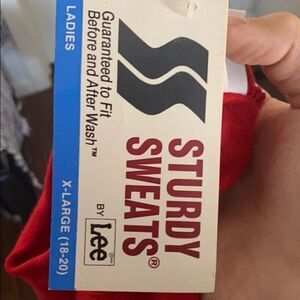 STURDY
SWEATS®
BY Lee
Guaranteed to Fit
Before and After Wash™
LADIES X-LARGE (18-20)